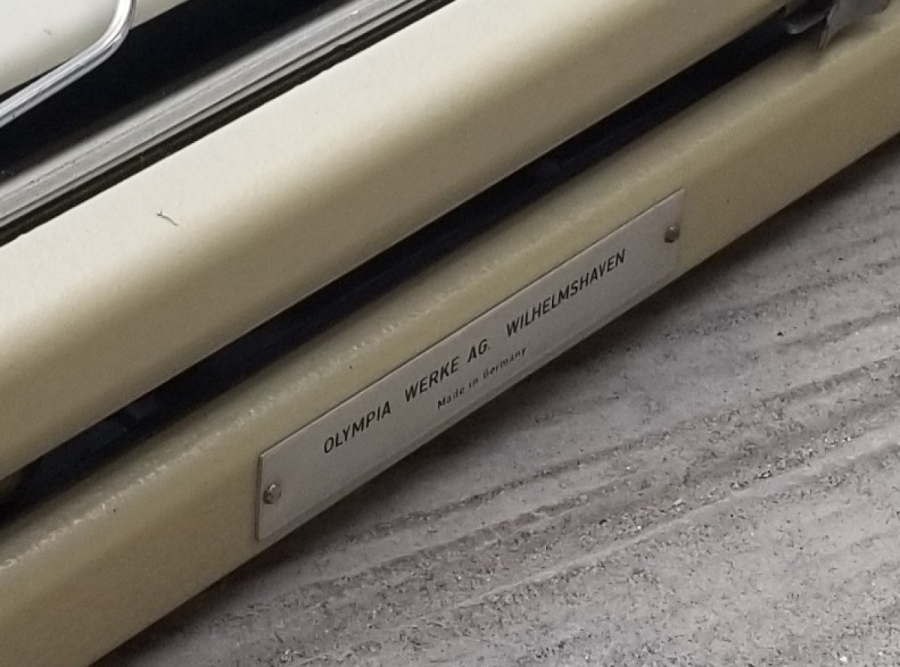 OLYMPIA WERKE AG. WILHELMSHAVEN
Made in Germany